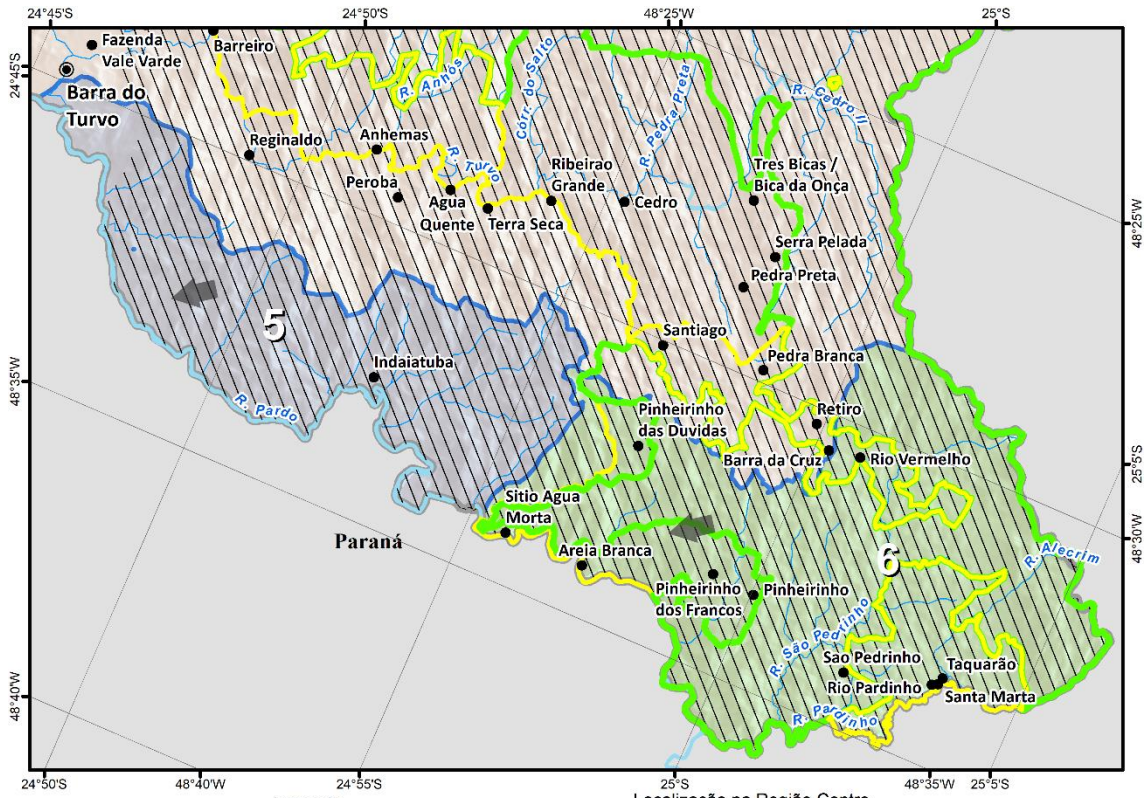 24°45'S
24°50'S
48°25'S
25°S
24°45'S
48°35'S
48°40'S
48°25'S
25°5'S
48°30'S
Fazenda
Vale Varde
Barreiro
Barra do
Turvo
R. Anhós
Córr. do Salto
R. Pedra Preta
R. Cedro II
Reginaldo
Anhemas
R. Turvo
Peroba
Agua
Quente
Terra Seca
Ribeirao
Grande
Cedro
Tres Bicas /
Bica da Onça
Serra Pelada
Pedra Preta
5
Indaiatuba
R. Pardo
Santiago
Pedra Branca
Pinheirinho
das Duvidas
Retiro
Barra da Cruz
Rio Vermelho
Sitio Agua
Morta
Paraná
Areia Branca
6
R. Alecrim
Pinheirinho
dos Francos
Pinheirinho
R. São Pedrinho
Sao Pedrinho
Taquarão
Rio Pardinho
Santa Marta
R. Pardinho
24°50'S
48°40'S
24°55'S
25°S
48°35'S
25°5'S